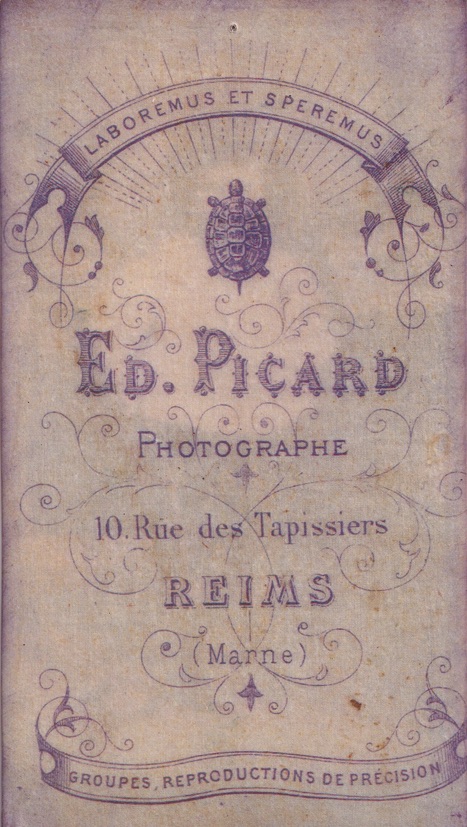 LABOREMUS ET SPEREMUS
ED. PICARD
PHOTOGRAPHE
10. Rue des Tapissiers
REIMS
(Marne)
GROUPES, REPRODUCTIONS DE PRÉCISION